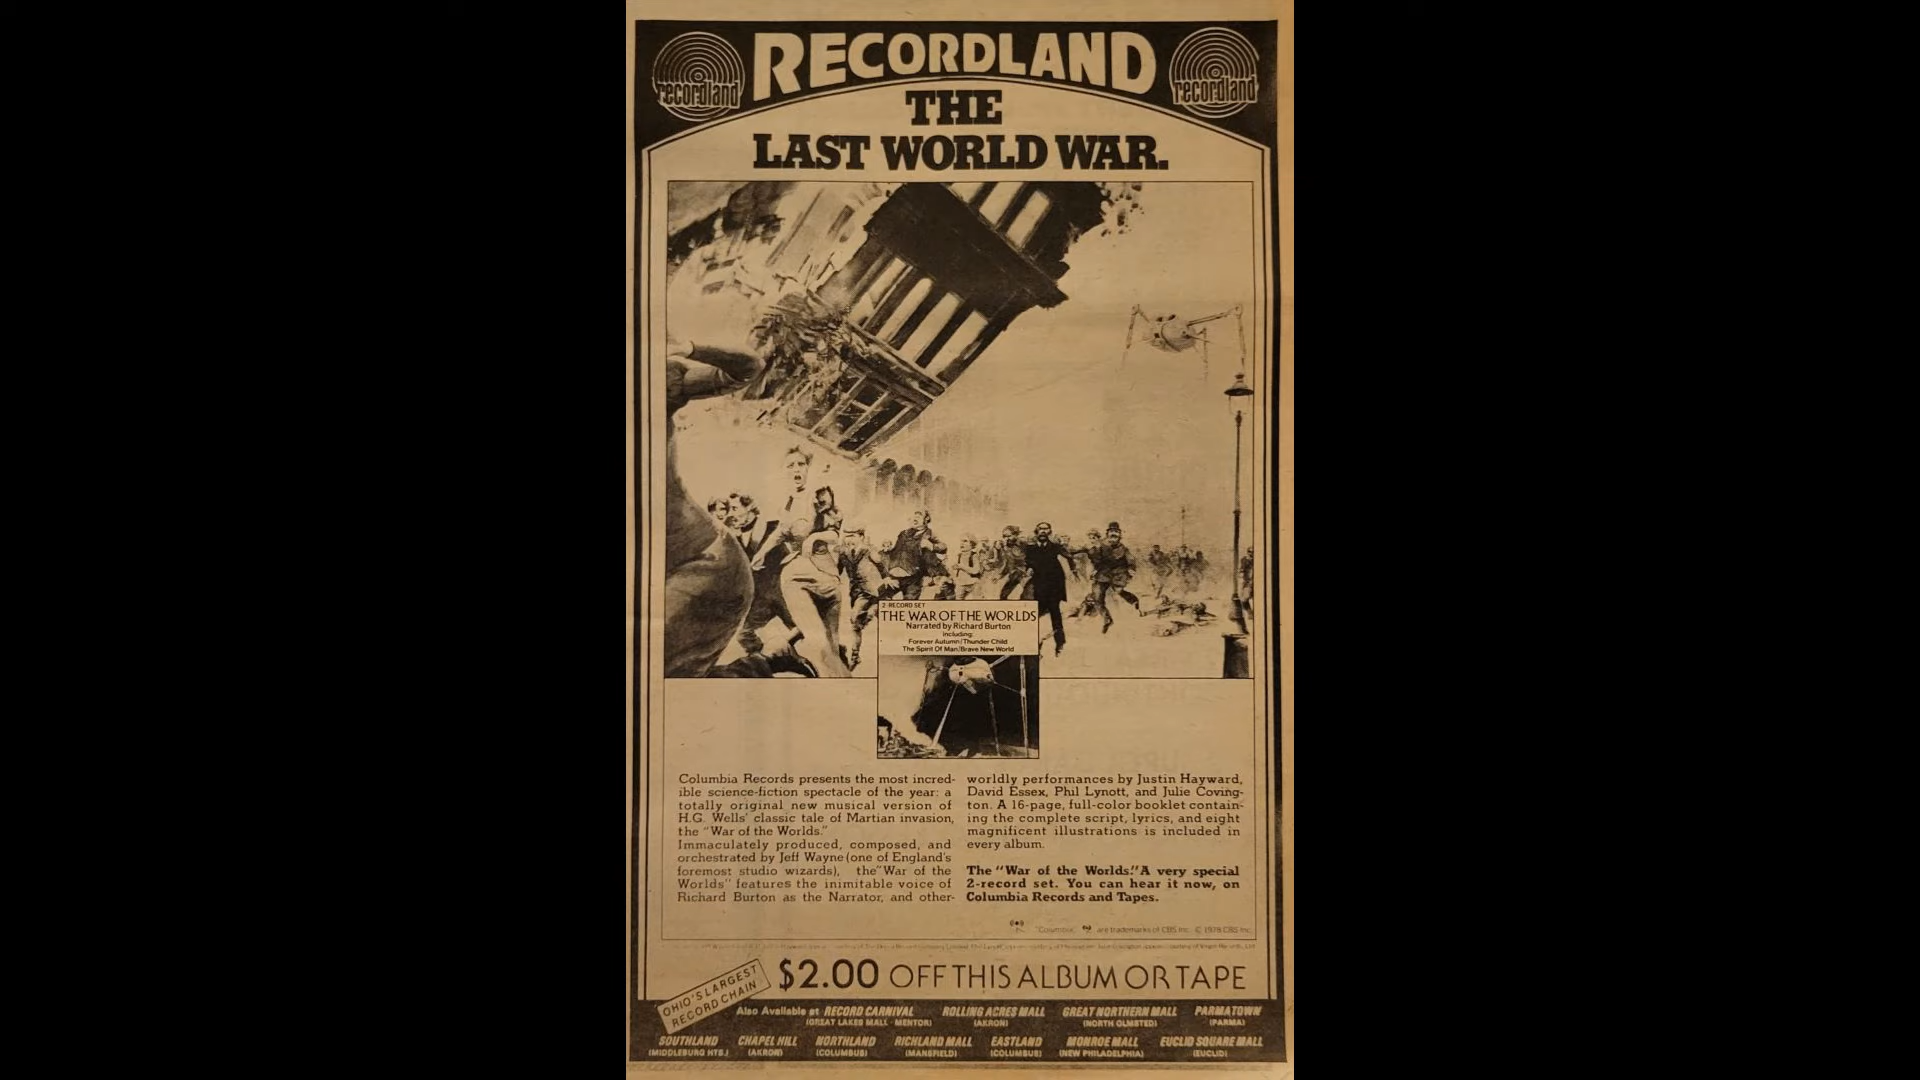 RECORDLAND
recordland
recordland
THE
LAST WORLD WAR.
2 RECORD SET
THE WAR OF THE WORLDS
Narrated by Richard Burton
including:
Forever Autumn/Thunder Child
The Spirit Of Man/Brave New World
Columbia Records presents the most incred-
ible science-fiction spectacle of the year: a
totally original new musical version of
H.G. Wells' classic tale of Martian invasion,
the "War of the Worlds."
Immaculately produced, composed, and
orchestrated by Jeff Wayne (one of England's
foremost studio wizards), the "War of the
Worlds" features the inimitable voice of
Richard Burton as the Narrator, and other-
worldly performances by Justin Hayward,
David Essex, Phil Lynott, and Julie Coving-
ton. A 16-page, full-color booklet contain-
ing the complete script, lyrics, and eight
magnificent illustrations is included in
every album.
The "War of the Worlds." A very special
2-record set. You can hear it now, on
Columbia Records and Tapes.
"Columbia," are trademarks of CBS Inc. © 1978 CBS Inc.
$2.00 OFF THIS ALBUM OR TAPE
OHIO'S LARGEST
RECORD CHAIN
Also Available at RECORD CARNIVAL ROLLING ACRES MALL GREAT NORTHERN MALL PARMATOWN
(GREAT LAKES MALL - MENTOR) (AKRON) (NORTH OLMSTED) (PARMA)
SOUTHLAND CHAPEL HILL NORTHLAND RICHLAND MALL EASTLAND MONROE MALL EUCLID SQUARE MALL
(MIDDLEBURG HTS.) (AKRON) (COLUMBUS) (MANSFIELD) (COLUMBUS) (NEW PHILADELPHIA) (EUCLID)